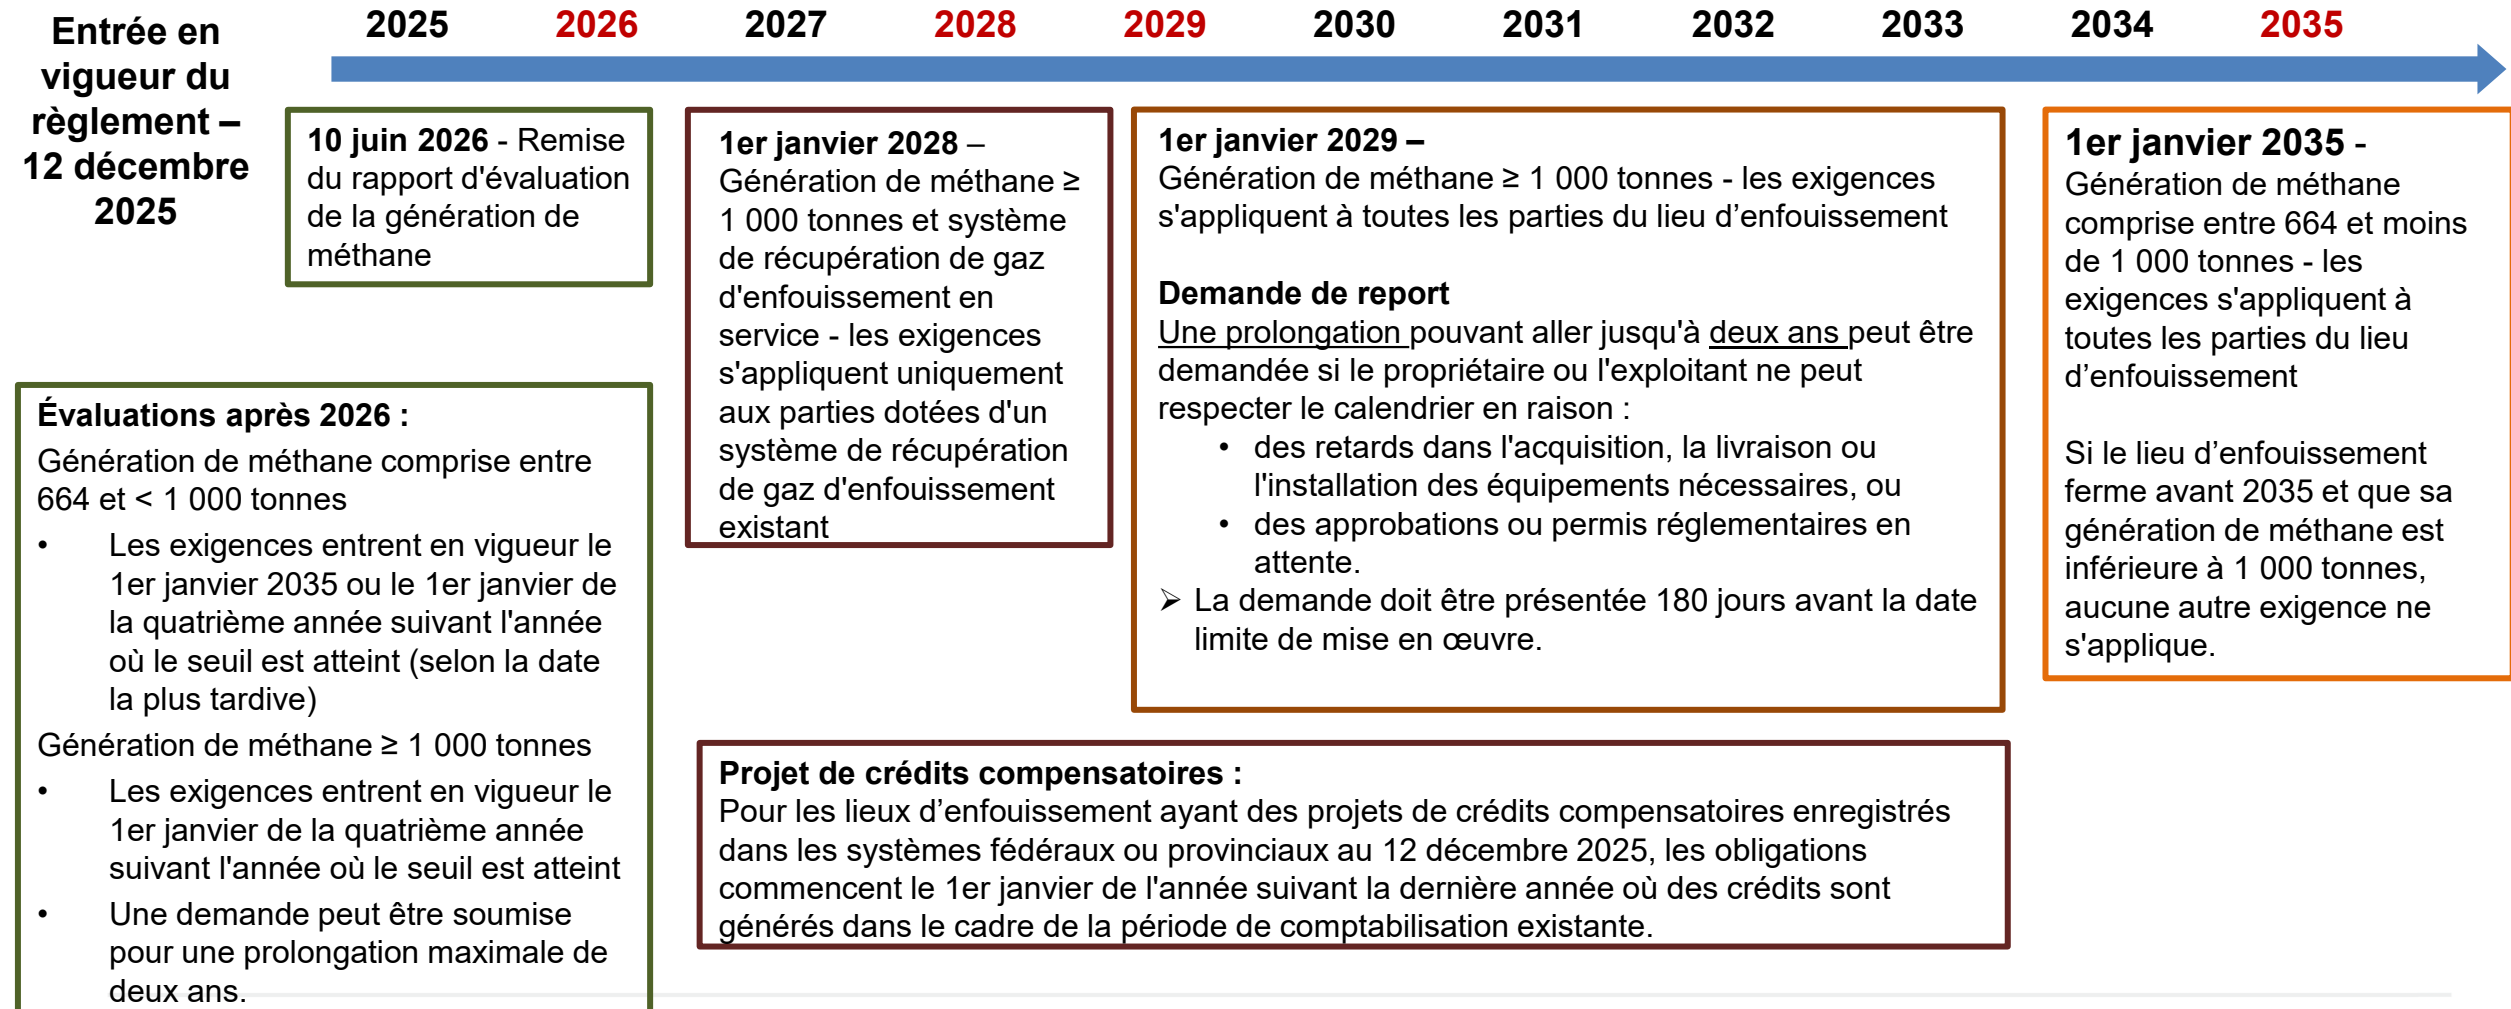 Entrée en
vigueur du
règlement –
12 décembre
2025
2025 2026 2027 2028 2029 2030 2031 2032 2033 2034 2035
10 juin 2026 - Remise
du rapport d'évaluation
de la génération de
méthane
Évaluations après 2026 :
Génération de méthane comprise entre
664 et < 1 000 tonnes
• Les exigences entrent en vigueur le
1er janvier 2035 ou le 1er janvier de
la quatrième année suivant l'année
où le seuil est atteint (selon la date
la plus tardive)
Génération de méthane ≥ 1 000 tonnes
• Les exigences entrent en vigueur le
1er janvier de la quatrième année
suivant l'année où le seuil est atteint
• Une demande peut être soumise
pour une prolongation maximale de
deux ans.
1er janvier 2028 –
Génération de méthane ≥
1 000 tonnes et système
de récupération de gaz
d'enfouissement en
service - les exigences
s'appliquent uniquement
aux parties dotées d'un
système de récupération
de gaz d'enfouissement
existant
1er janvier 2029 –
Génération de méthane ≥ 1 000 tonnes - les exigences
s'appliquent à toutes les parties du lieu d’enfouissement
Demande de report
Une prolongation pouvant aller jusqu'à deux ans peut être
demandée si le propriétaire ou l'exploitant ne peut
respecter le calendrier en raison :
• des retards dans l'acquisition, la livraison ou
l'installation des équipements nécessaires, ou
• des approbations ou permis réglementaires en
attente.
➢ La demande doit être présentée 180 jours avant la date
limite de mise en œuvre.
1er janvier 2035 -
Génération de méthane
comprise entre 664 et moins
de 1 000 tonnes - les
exigences s'appliquent à
toutes les parties du lieu
d’enfouissement
Si le lieu d’enfouissement
ferme avant 2035 et que sa
génération de méthane est
inférieure à 1 000 tonnes,
aucune autre exigence ne
s'applique.
Projet de crédits compensatoires :
Pour les lieux d’enfouissement ayant des projets de crédits compensatoires enregistrés
dans les systèmes fédéraux ou provinciaux au 12 décembre 2025, les obligations
commencent le 1er janvier de l'année suivant la dernière année où des crédits sont
générés dans le cadre de la période de comptabilisation existante.